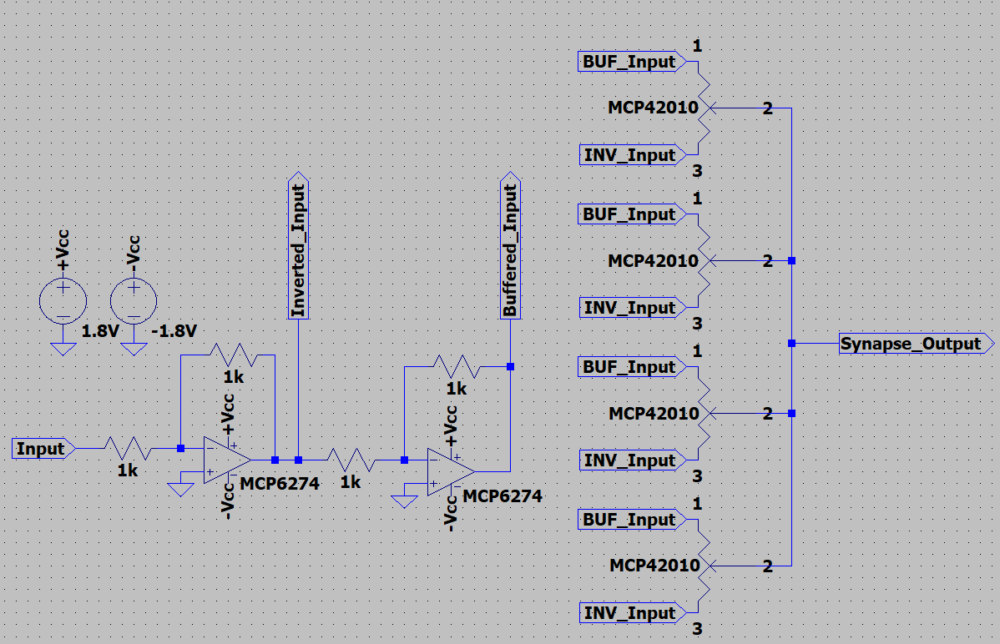 +Vcc
-Vcc
1.8V
-1.8V
Input
1k
1k
+Vcc
-Vcc
MCP6274
Inverted_Input
1k
1k
+Vcc
-Vcc
MCP6274
Buffered_Input
1
BUF_Input
MCP42010
2
INV_Input
3
1
BUF_Input
MCP42010
2
INV_Input
3
1
BUF_Input
MCP42010
2
INV_Input
3
1
BUF_Input
MCP42010
2
INV_Input
3
Synapse_Output